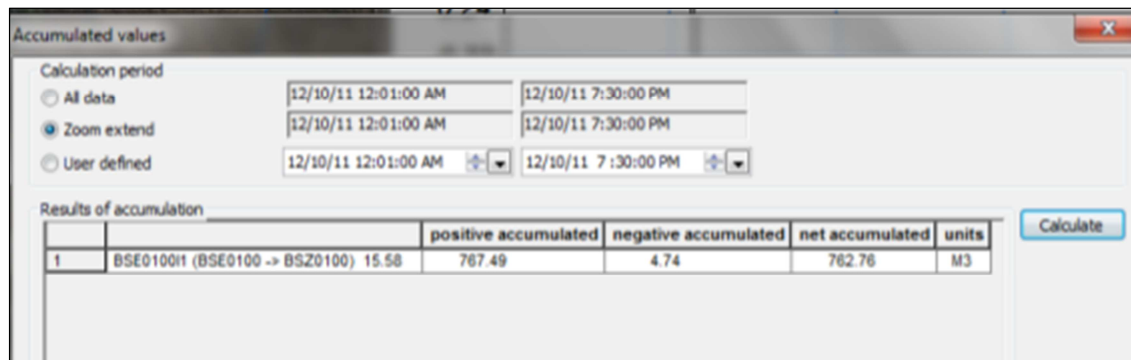 Accumulated values
Calculation period
All data 12/10/11 12:01:00 AM 12/10/11 7:30:00 PM
Zoom extend 12/10/11 12:01:00 AM 12/10/11 7:30:00 PM
User defined 12/10/11 12:01:00 AM 12/10/11 7 :30:00 PM
Results of accumulation
Calculate
positive accumulated negative accumulated net accumulated units
1 BSE0100I1 (BSE0100 -> BSZ0100) 15.58 767.49 4.74 762.76 M3